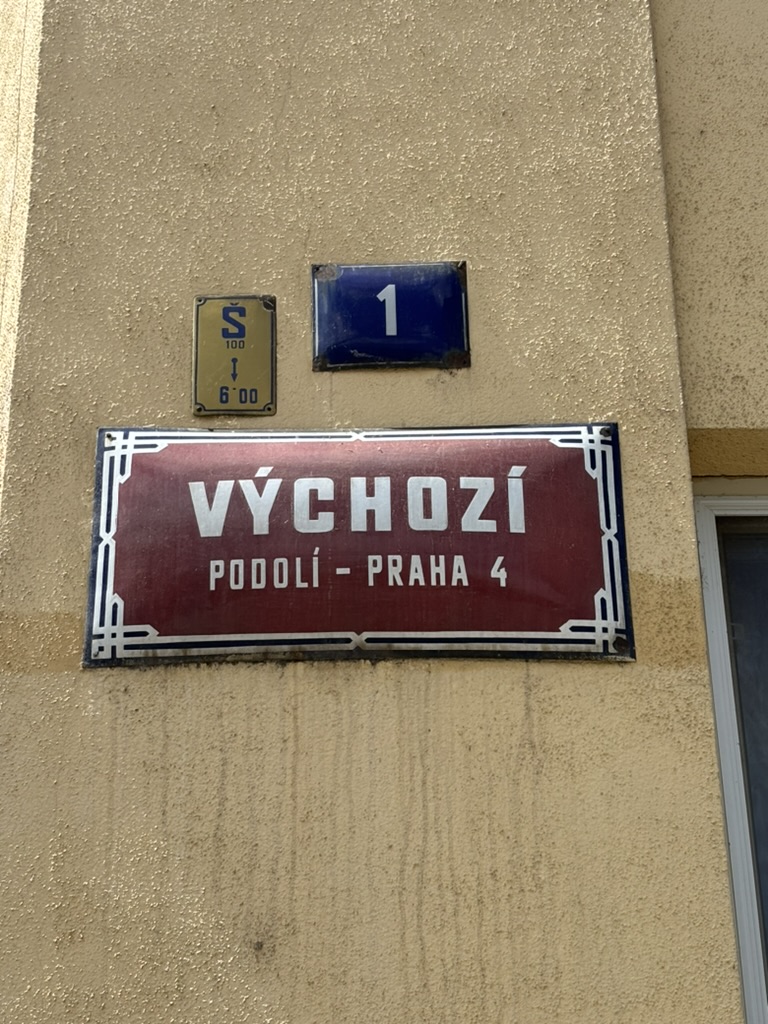 Š
100
6.00
1
VÝCHOZÍ
PODOLÍ - PRAHA 4